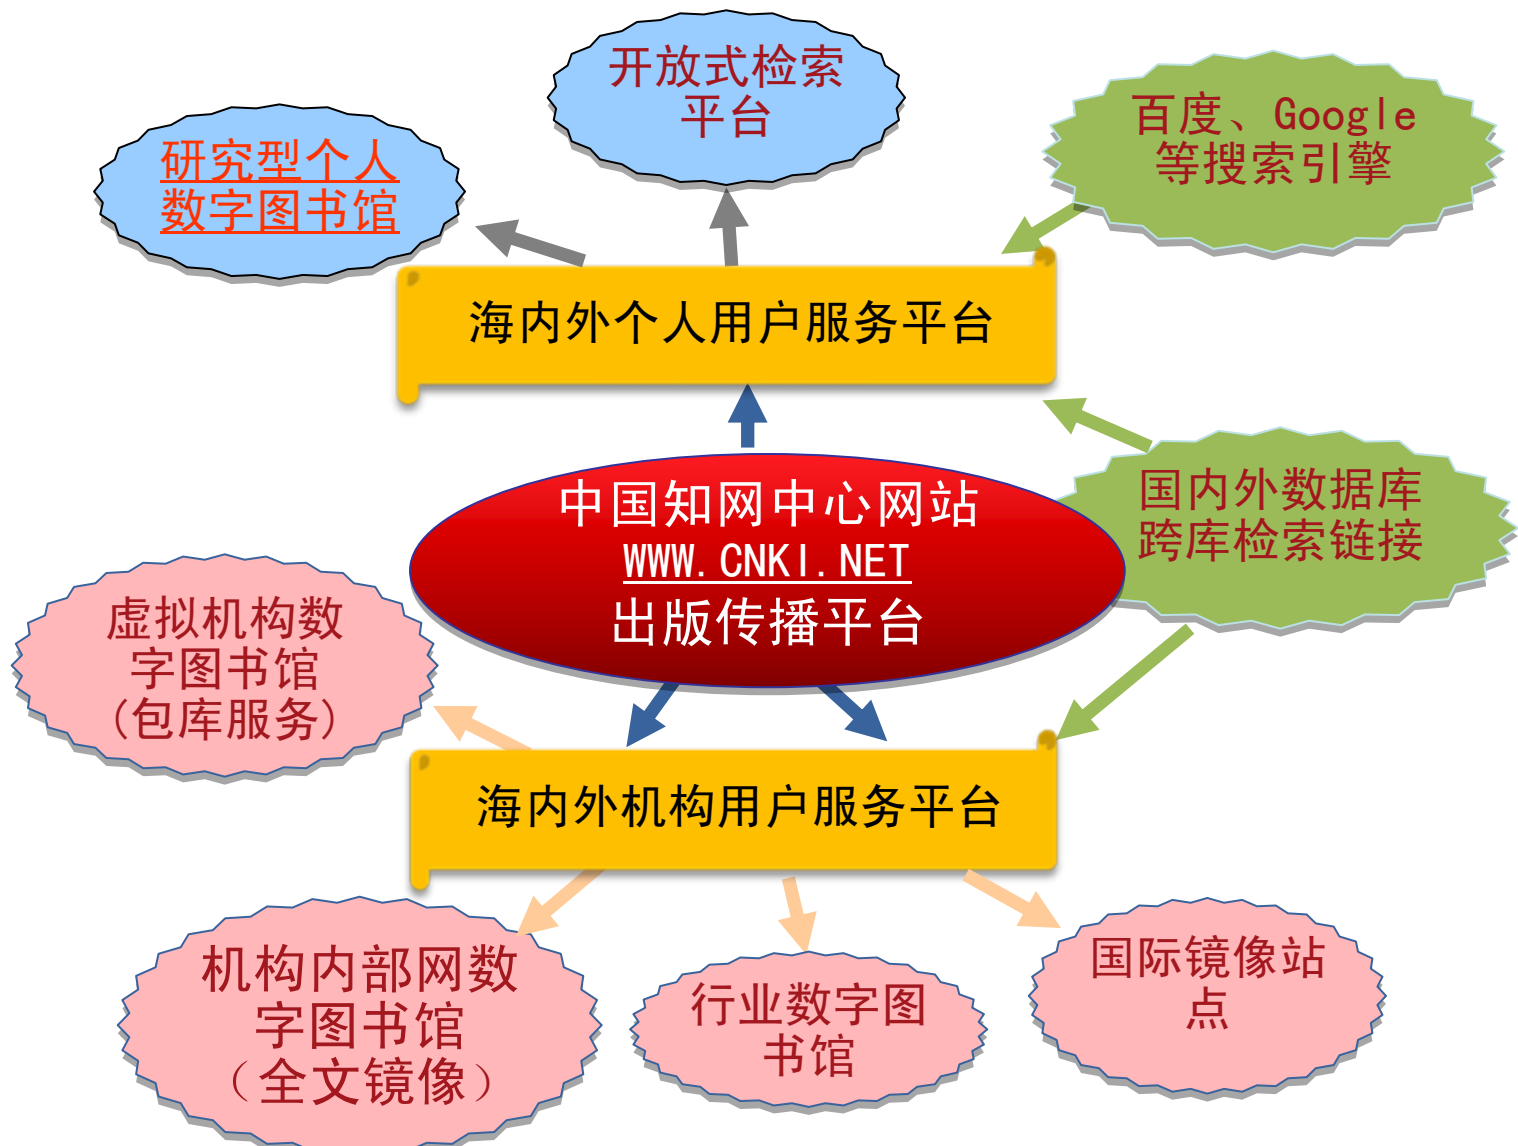 开放式检索
平台
百度、Google
等搜索引擎
研究型个人
数字图书馆
海内外个人用户服务平台
中国知网中心网站
WWW.CNKI.NET
出版传播平台
国内外数据库
跨库检索链接
虚拟机构数
字图书馆
(包库服务)
海内外机构用户服务平台
机构内部网数
字图书馆
（全文镜像）
行业数字图
书馆
国际镜像站
点